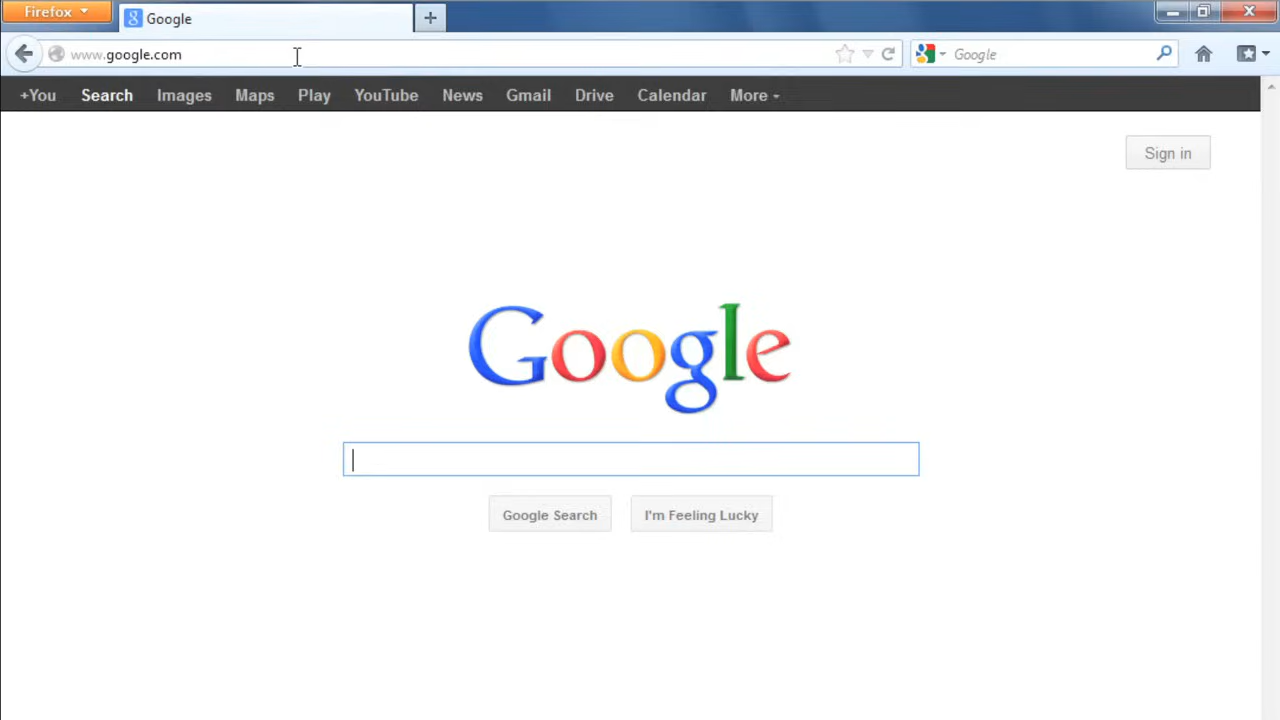 Firefox
Google
www.google.com
Google
+You Search Images Maps Play YouTube News Gmail Drive Calendar More
Sign in
Google
Google Search I'm Feeling Lucky